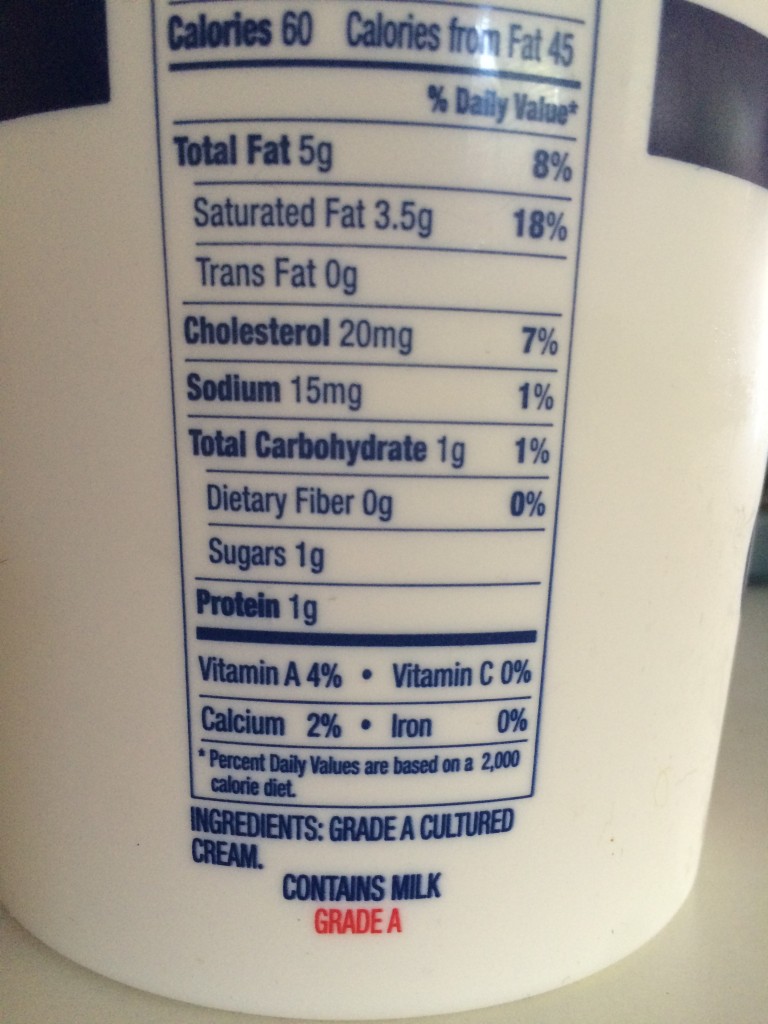 Calories 60 Calories from Fat 45
% Daily Value*
Total Fat 5g 8%
Saturated Fat 3.5g 18%
Trans Fat 0g
Cholesterol 20mg 7%
Sodium 15mg 1%
Total Carbohydrate 1g 1%
Dietary Fiber 0g 0%
Sugars 1g
Protein 1g
Vitamin A 4% • Vitamin C 0%
Calcium 2% • Iron 0%
* Percent Daily Values are based on a 2,000
calorie diet.
INGREDIENTS: GRADE A CULTURED
CREAM.
CONTAINS MILK
GRADE A